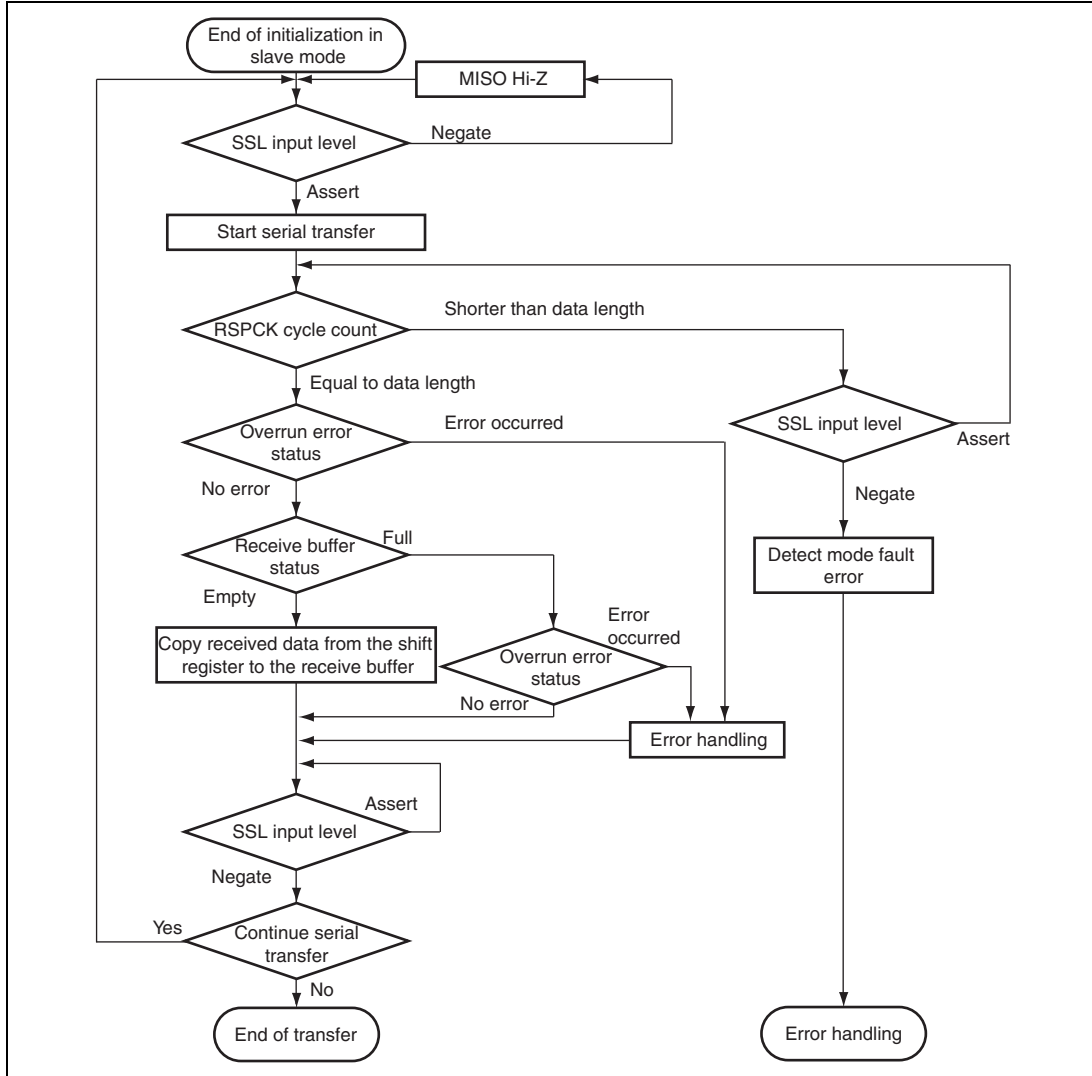 End of initialization in
slave mode
MISO Hi-Z
SSL input level
Negate
Assert
Start serial transfer
RSPCK cycle count
Shorter than data length
Equal to data length
SSL input level
Assert
Overrun error
status
Error occurred
No error
Negate
Receive buffer
status
Full
Detect mode fault
error
Empty
Copy received data from the shift
register to the receive buffer
Error
occurred
Overrun error
status
No error
Error handling
Assert
SSL input level
Negate
Yes
Continue serial
transfer
No
End of transfer
Error handling